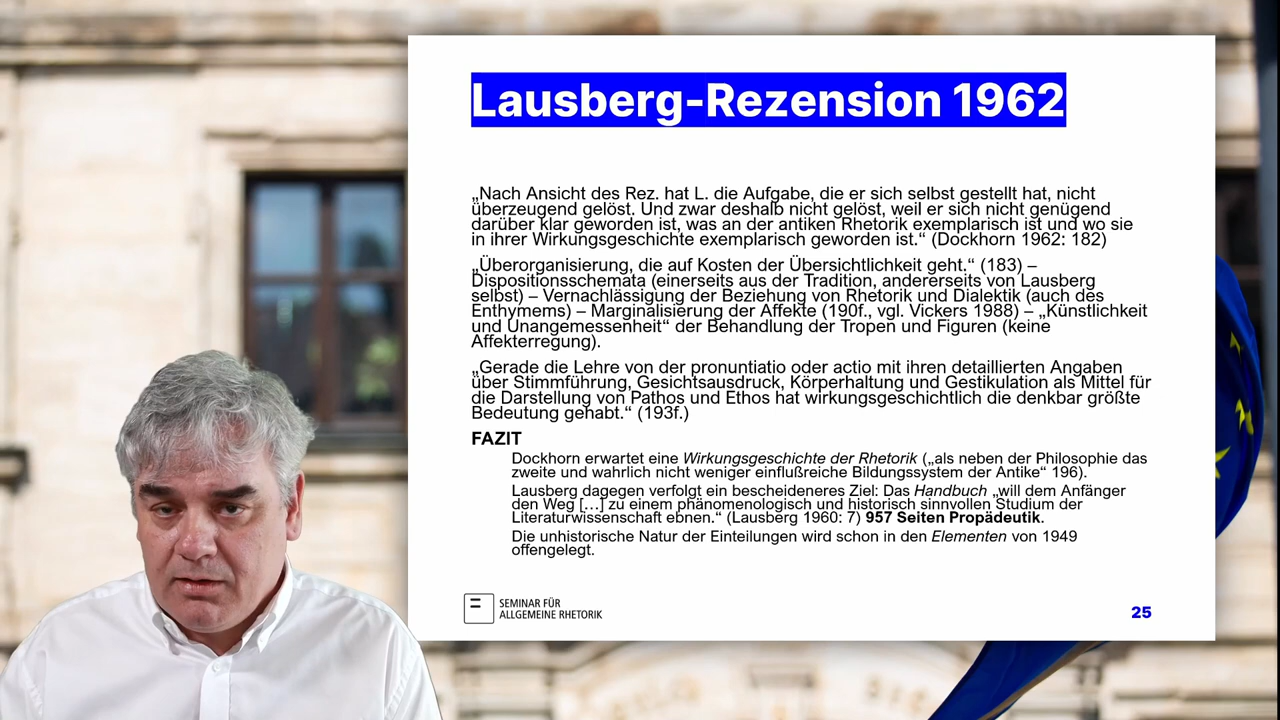 Lausberg-Rezension 1962
„Nach Ansicht des Rez. hat L. die Aufgabe, die er sich selbst gestellt hat, nicht
überzeugend gelöst. Und zwar deshalb nicht gelöst, weil er sich nicht genügend
darüber klar geworden ist, was an der antiken Rhetorik exemplarisch ist und wo sie
in ihrer Wirkungsgeschichte exemplarisch geworden ist.“ (Dockhorn 1962: 182)
„Überorganisierung, die auf Kosten der Übersichtlichkeit geht.“ (183) –
Dispositionsschemata (einerseits aus der Tradition, andererseits von Lausberg
selbst) – Vernachlässigung der Beziehung von Rhetorik und Dialektik (auch des
Enthymems) – Marginalisierung der Affekte (190f., vgl. Vickers 1988) – „Künstlichkeit
und Unangemessenheit“ der Behandlung der Tropen und Figuren (keine
Affekterregung).
„Gerade die Lehre von der pronuntiatio oder actio mit ihren detaillierten Angaben
über Stimmführung, Gesichtsausdruck, Körperhaltung und Gestikulation als Mittel für
die Darstellung von Pathos und Ethos hat wirkungsgeschichtlich die denkbar größte
Bedeutung gehabt.“ (193f.)
FAZIT
Dockhorn erwartet eine Wirkungsgeschichte der Rhetorik („als neben der Philosophie das
zweite und wahrlich nicht weniger einflußreiche Bildungssystem der Antike“ 196).
Lausberg dagegen verfolgt ein bescheideneres Ziel: Das Handbuch „will dem Anfänger
den Weg […] zu einem phänomenologisch und historisch sinnvollen Studium der
Literaturwissenschaft ebnen.“ (Lausberg 1960: 7) 957 Seiten Propädeutik.
Die unhistorische Natur der Einteilungen wird schon in den Elementen von 1949
offengelegt.
SEMINAR FÜR
ALLGEMEINE RHETORIK
25